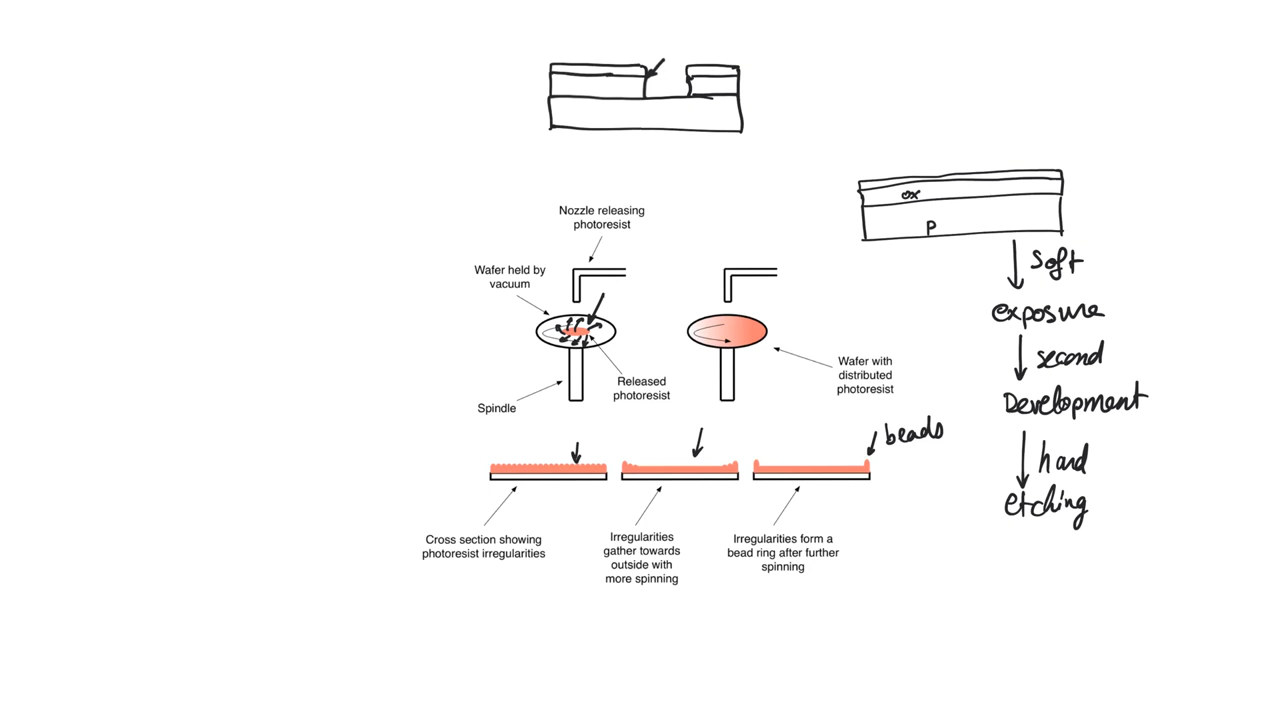 ox
P
Nozzle releasing
photoresist
Wafer held by
vacuum
Released
photoresist
Spindle
Wafer with
distributed
photoresist
beads
Cross section showing
photoresist irregularities
Irregularities
gather towards
outside with
more spinning
Irregularities form a
bead ring after further
spinning
soft
exposure
second
Development
hard
etching